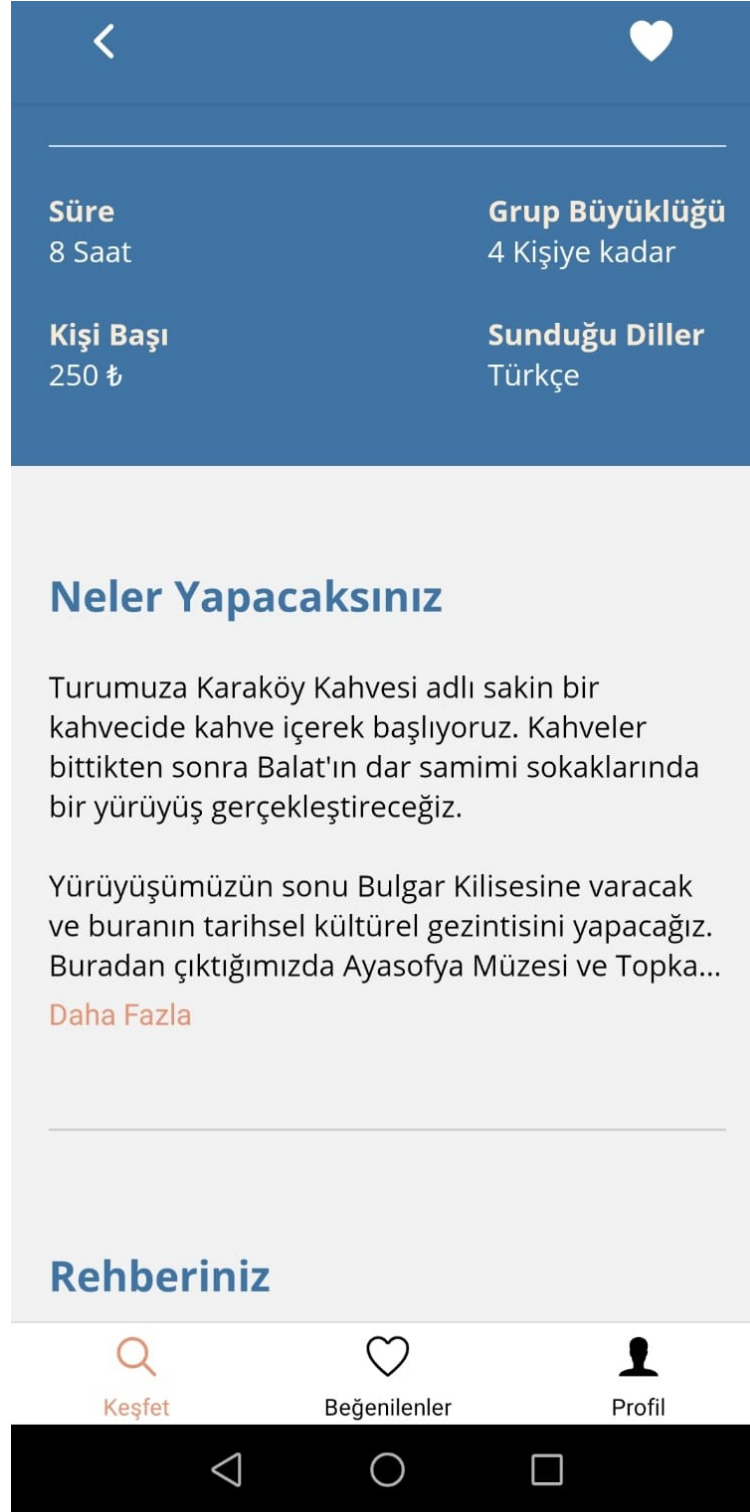 Süre
8 Saat
Grup Büyüklüğü
4 Kişiye kadar
Kişi Başı
250 ₺
Sunduğu Diller
Türkçe
Neler Yapacaksınız
Turumuza Karaköy Kahvesi adlı sakin bir
kahvecide kahve içerek başlıyoruz. Kahveler
bittikten sonra Balat'ın dar samimi sokaklarında
bir yürüyüş gerçekleştireceğiz.
Yürüyüşümüzün sonu Bulgar Kilisesine varacak
ve buranın tarihsel kültürel gezintisini yapacağız.
Buradan çıktığımızda Ayasofya Müzesi ve Topka...
Daha Fazla
Rehberiniz
Keşfet
Beğenilenler
Profil